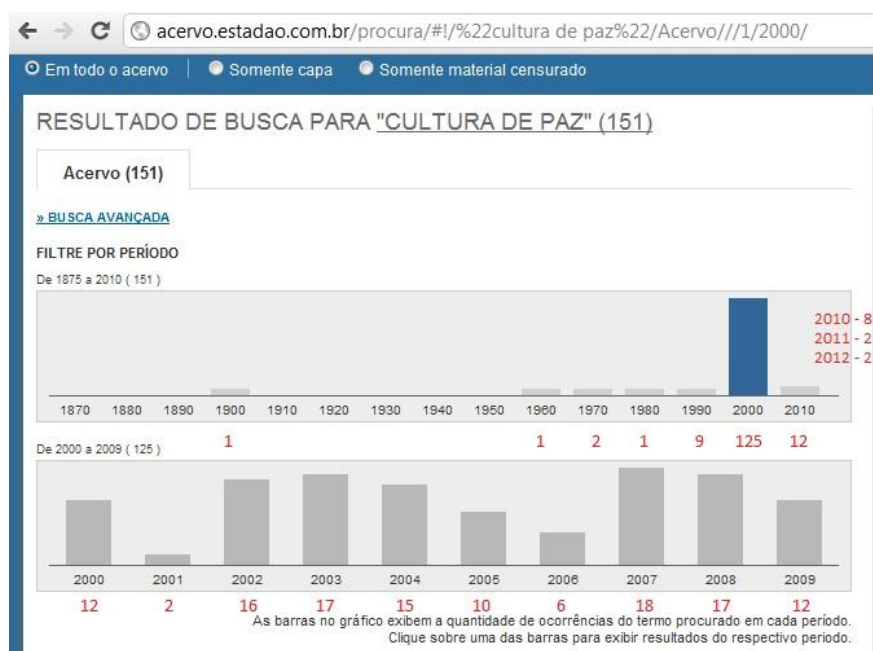 acervo.estadao.com.br/procura/#!/%22cultura de paz%22/Acervo///1/2000/
Em todo o acervo | Somente capa Somente material censurado
RESULTADO DE BUSCA PARA "CULTURA DE PAZ" (151)
Acervo (151)
» BUSCA AVANÇADA
FILTRE POR PERÍODO
De 1875 a 2010 ( 151 )
2010 - 8
2011 - 2
2012 - 2
1870 1880 1890 1900 1910 1920 1930 1940 1950 1960 1970 1980 1990 2000 2010
1 1 2 1 9 125 12
De 2000 a 2009 ( 125 )
2000 2001 2002 2003 2004 2005 2006 2007 2008 2009
12 2 16 17 15 10 6 18 17 12
As barras no gráfico exibem a quantidade de ocorrências do termo procurado em cada período.
Clique sobre uma das barras para exibir resultados do respectivo periodo.